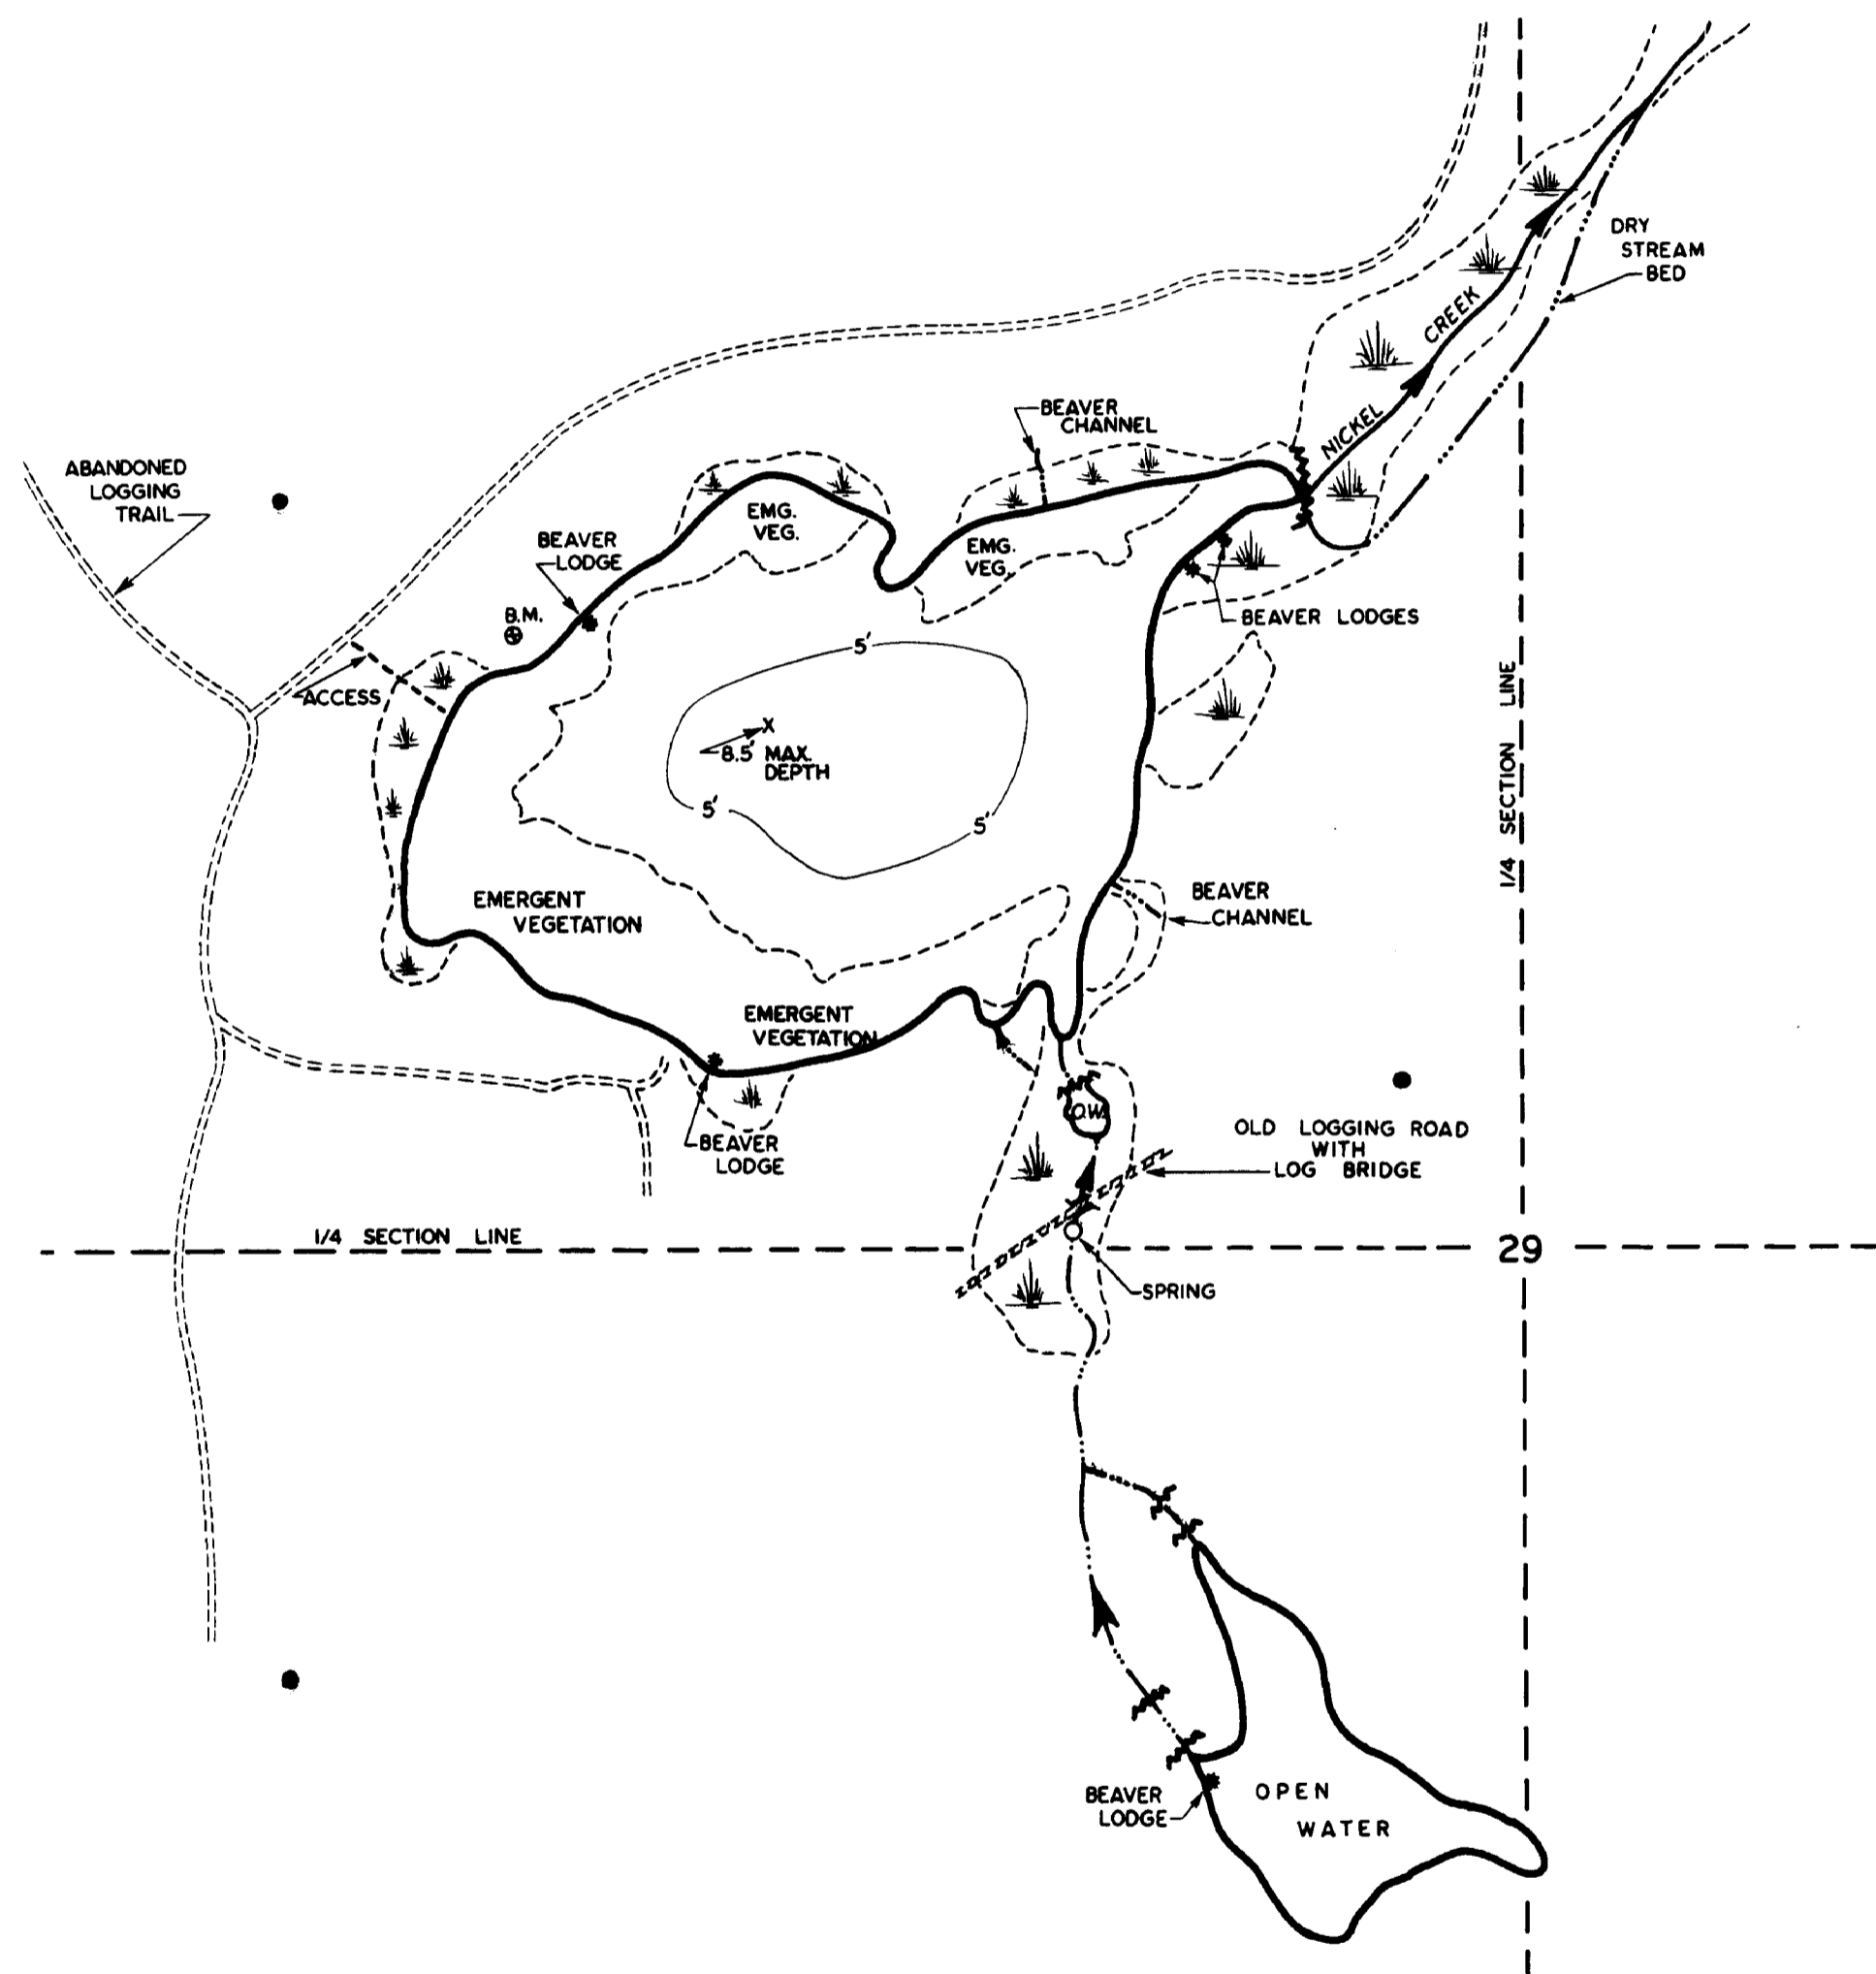 DRY
STREAM
BED
CREEK
NICKEL
BEAVER
CHANNEL
ABANDONED
LOGGING
TRAIL
EMG.
VEG.
BEAVER
LODGE
EMG.
VEG.
B.M.
BEAVER LODGES
5'
ACCESS
1/4 SECTION LINE
X
8.5' MAX.
DEPTH
5'
5'
EMERGENT
VEGETATION
BEAVER
CHANNEL
EMERGENT
VEGETATION
O.W.
BEAVER
LODGE
OLD LOGGING ROAD
WITH
LOG BRIDGE
1/4 SECTION LINE
29
SPRING
BEAVER
LODGE
OPEN
WATER